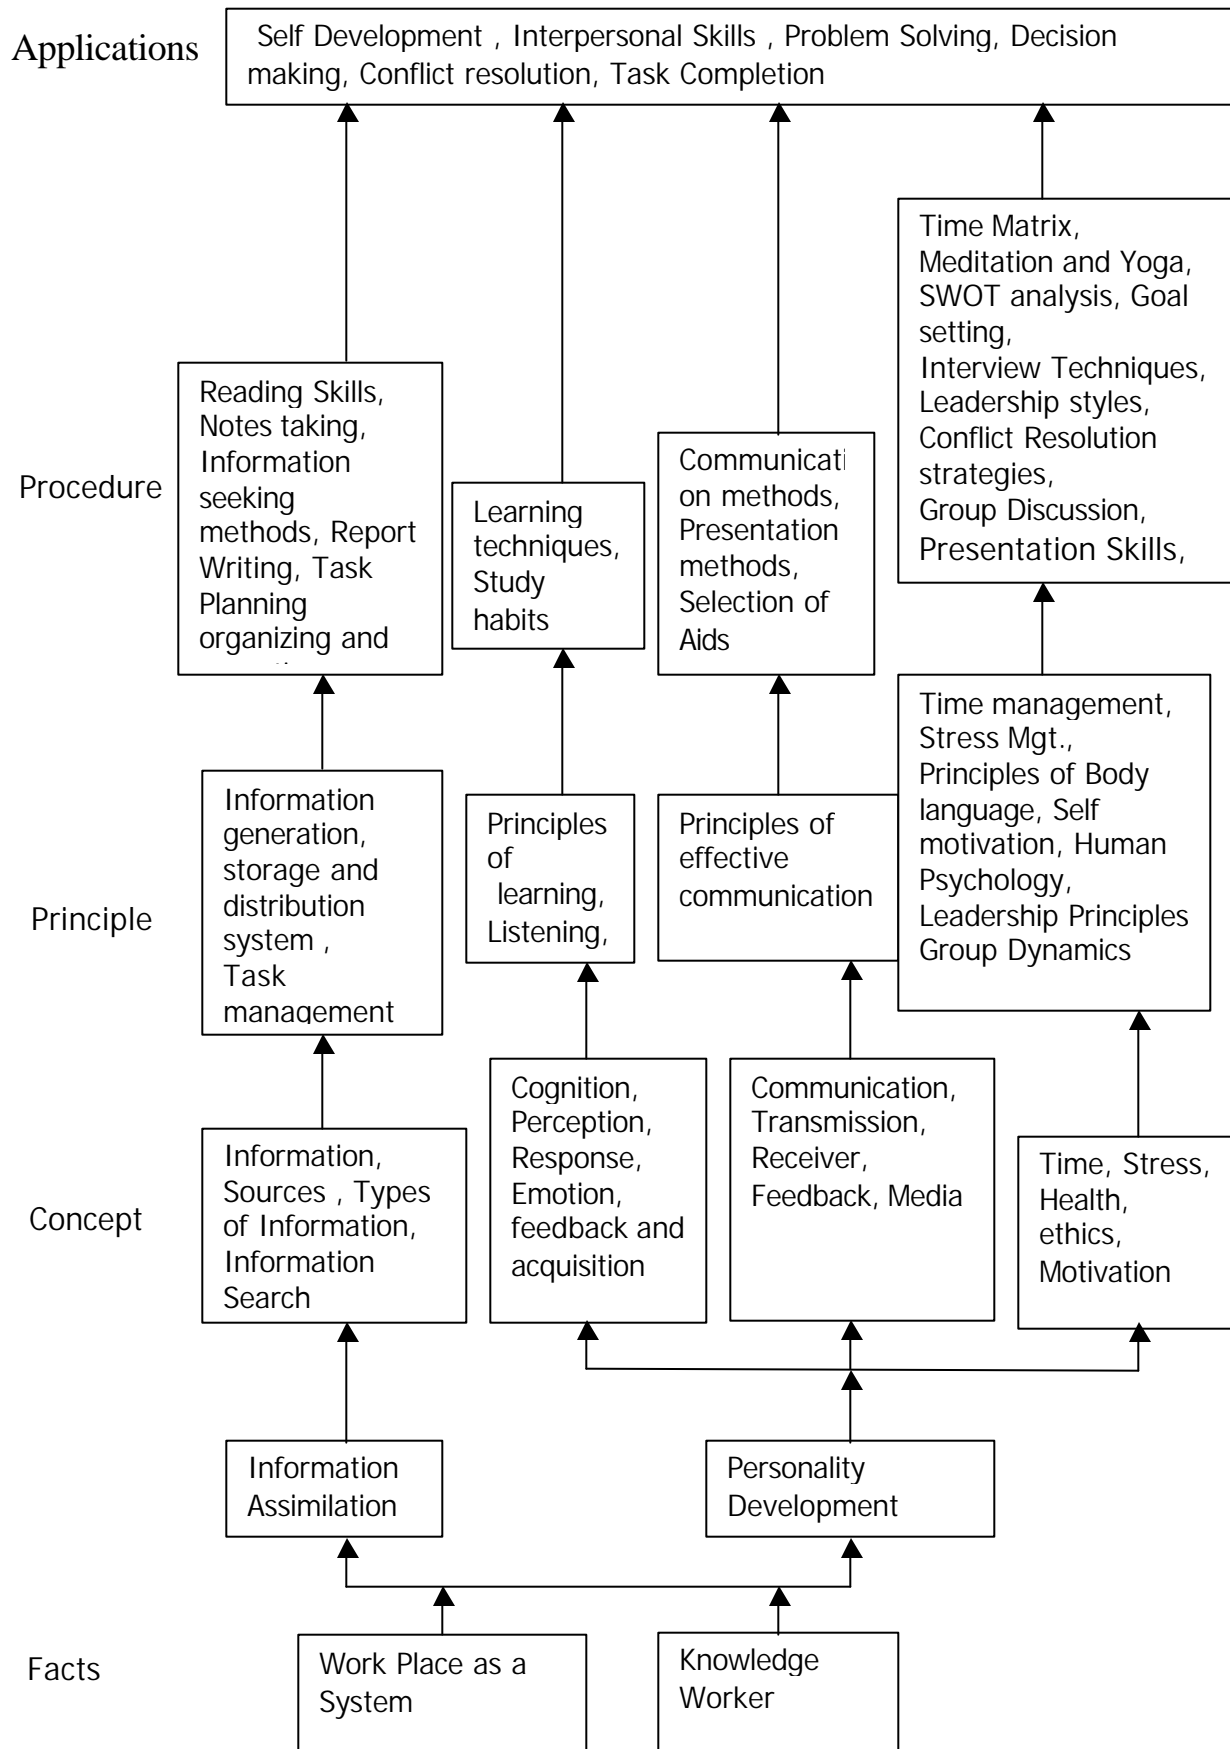 Applications
Self Development , Interpersonal Skills , Problem Solving, Decision
making, Conflict resolution, Task Completion
Time Matrix,
Meditation and Yoga,
SWOT analysis, Goal
setting,
Interview Techniques,
Leadership styles,
Conflict Resolution
strategies,
Group Discussion,
Presentation Skills,
Procedure
Reading Skills,
Notes taking,
Information
seeking
methods, Report
Writing, Task
Planning
organizing and
Learning
techniques,
Study
habits
Communicati
on methods,
Presentation
methods,
Selection of
Aids
Principle
Information
generation,
storage and
distribution
system ,
Task
management
Principles
of
learning,
Listening,
Principles of
effective
communication
Time management,
Stress Mgt.,
Principles of Body
language, Self
motivation, Human
Psychology,
Leadership Principles
Group Dynamics
Concept
Information,
Sources , Types
of Information,
Information
Search
Cognition,
Perception,
Response,
Emotion,
feedback and
acquisition
Communication,
Transmission,
Receiver,
Feedback, Media
Time, Stress,
Health,
ethics,
Motivation
Information
Assimilation
Personality
Development
Facts
Work Place as a
System
Knowledge
Worker